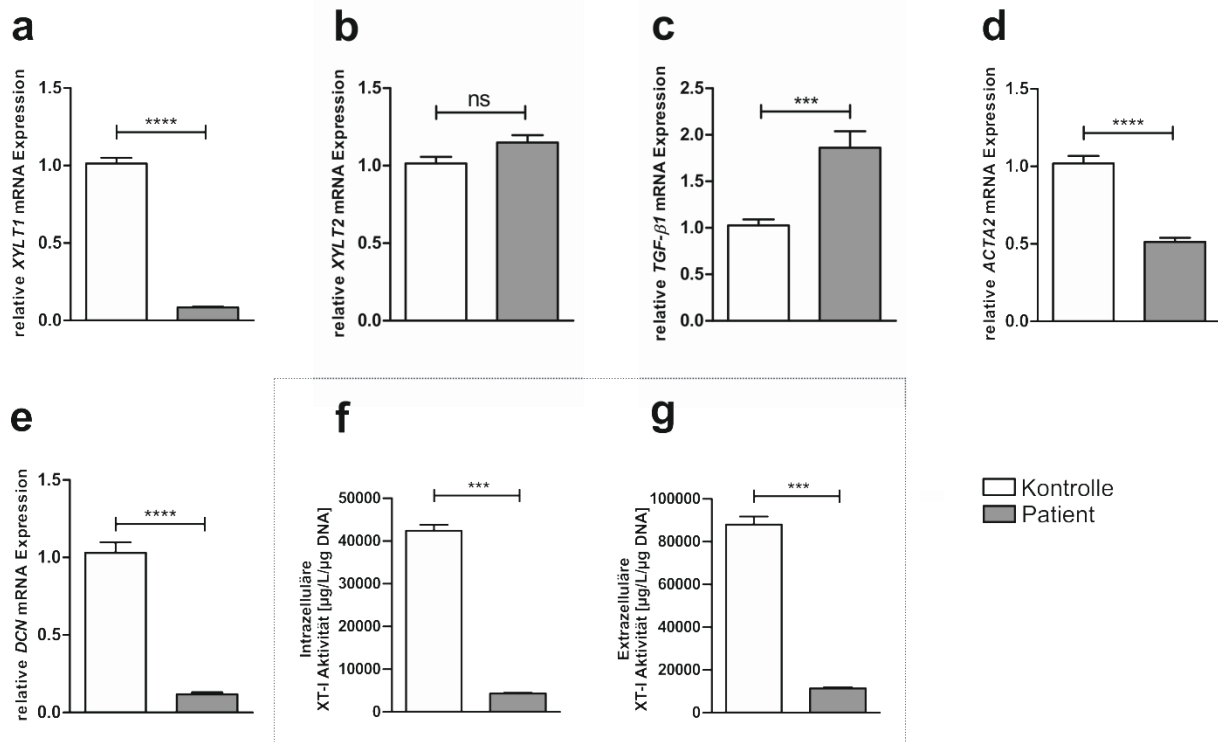 a
relative XYLT1 mRNA Expression
1.5
1.0
0.5
0.0
****
b
relative XYLT2 mRNA Expression
1.5
1.0
0.5
0.0
ns
c
relative TGF-β1 mRNA Expression
2.5
2.0
1.5
1.0
0.5
0.0
***
d
relative ACTA2 mRNA Expression
1.5
1.0
0.5
0.0
****
e
relative DCN mRNA Expression
1.5
1.0
0.5
0.0
****
f
Intrazelluläre
XT-I Aktivität [µg/L/µg DNA]
50000
40000
30000
20000
10000
0
***
g
Extrazelluläre
XT-I Aktivität [µg/L/µg DNA]
100000
80000
60000
40000
20000
0
***
Kontrolle
Patient